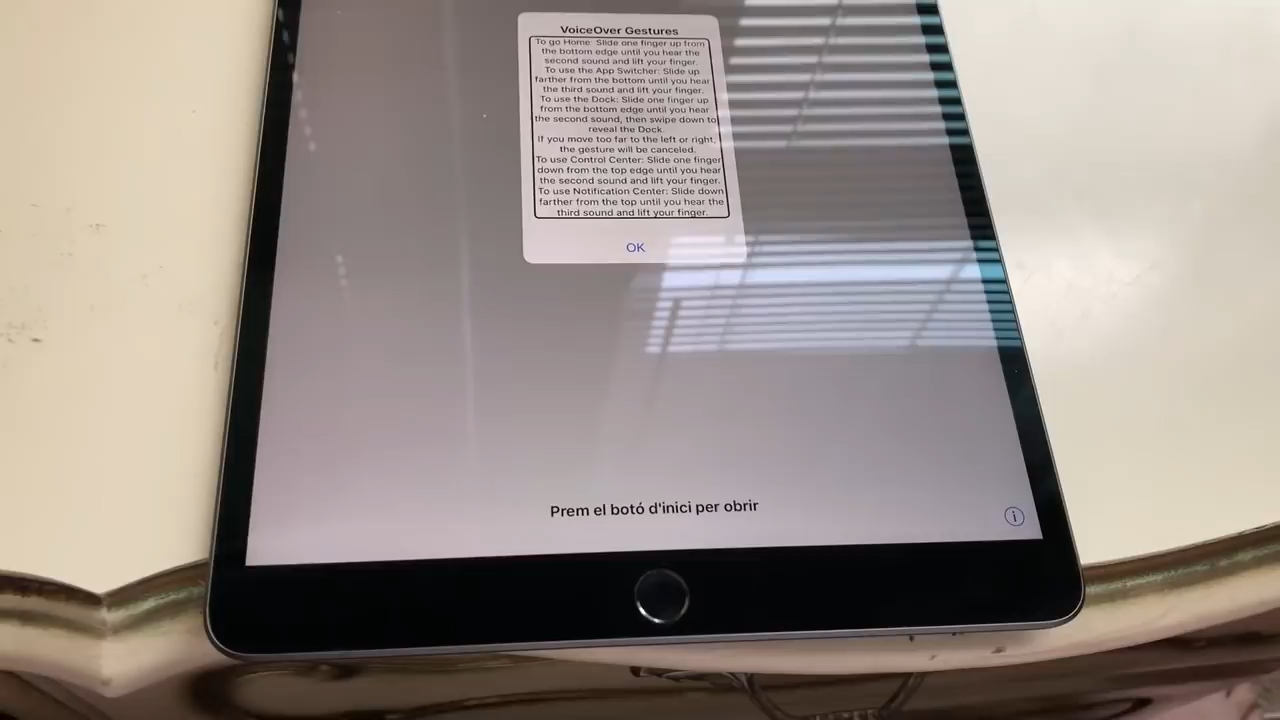 VoiceOver Gestures
To go Home: Slide one finger up from
the bottom edge until you hear the
second sound and lift your finger.
To use the App Switcher: Slide up
farther from the bottom until you hear
the third sound and lift your finger.
To use the Dock: Slide one finger up
from the bottom edge until you hear
the second sound, then swipe down to
reveal the Dock.
If you move too far to the left or right,
the gesture will be canceled.
To use Control Center: Slide one finger
down from the top edge until you hear
the second sound and lift your finger.
To use Notification Center: Slide down
farther from the top until you hear the
third sound and lift your finger.
OK
Prem el botó d'inici per obrir